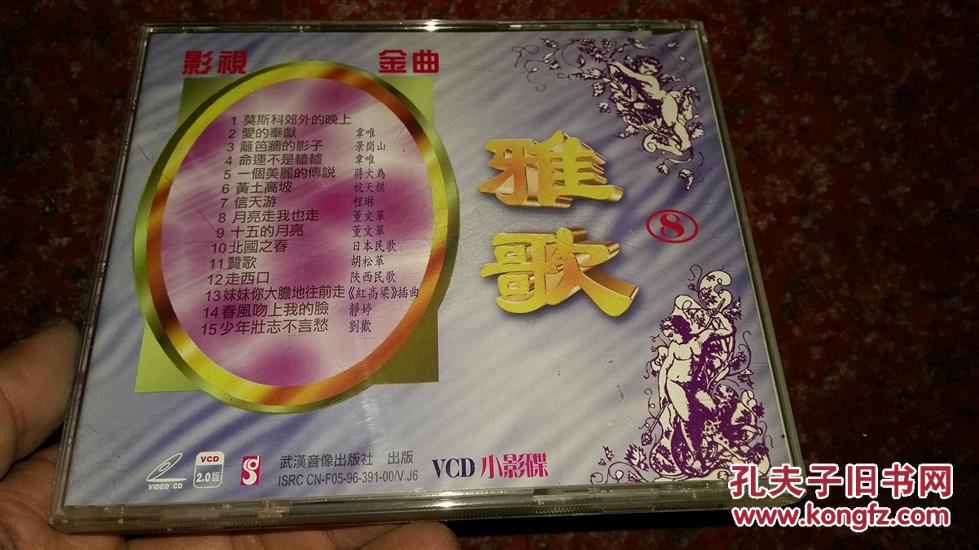 影視 金曲
1 莫斯科郊外的晚上
2 愛的奉獻 韋唯
3 籬笆牆的影子 景崗山
4 命運不是轆轤 韋唯
5 一個美麗的傳說 蔣大為
6 黃土高坡 杭天棋
7 信天游 程琳
8 月亮走我也走 董文華
9 十五的月亮 董文華
10 北國之春 日本民歌
11 贊歌 胡松華
12 走西口 陝西民歌
13 妹妹你大膽地往前走《紅高梁》插曲
14 春風吻上我的臉 靜婷
15 少年壯志不言愁 劉歡
雅歌
8
VIDEO CD
VCD
2.0版
武漢音像出版社 出版
ISRC CN-F05-96-391-00/V.J6
VCD 小影碟
孔夫子旧书网
www.kongfz.com